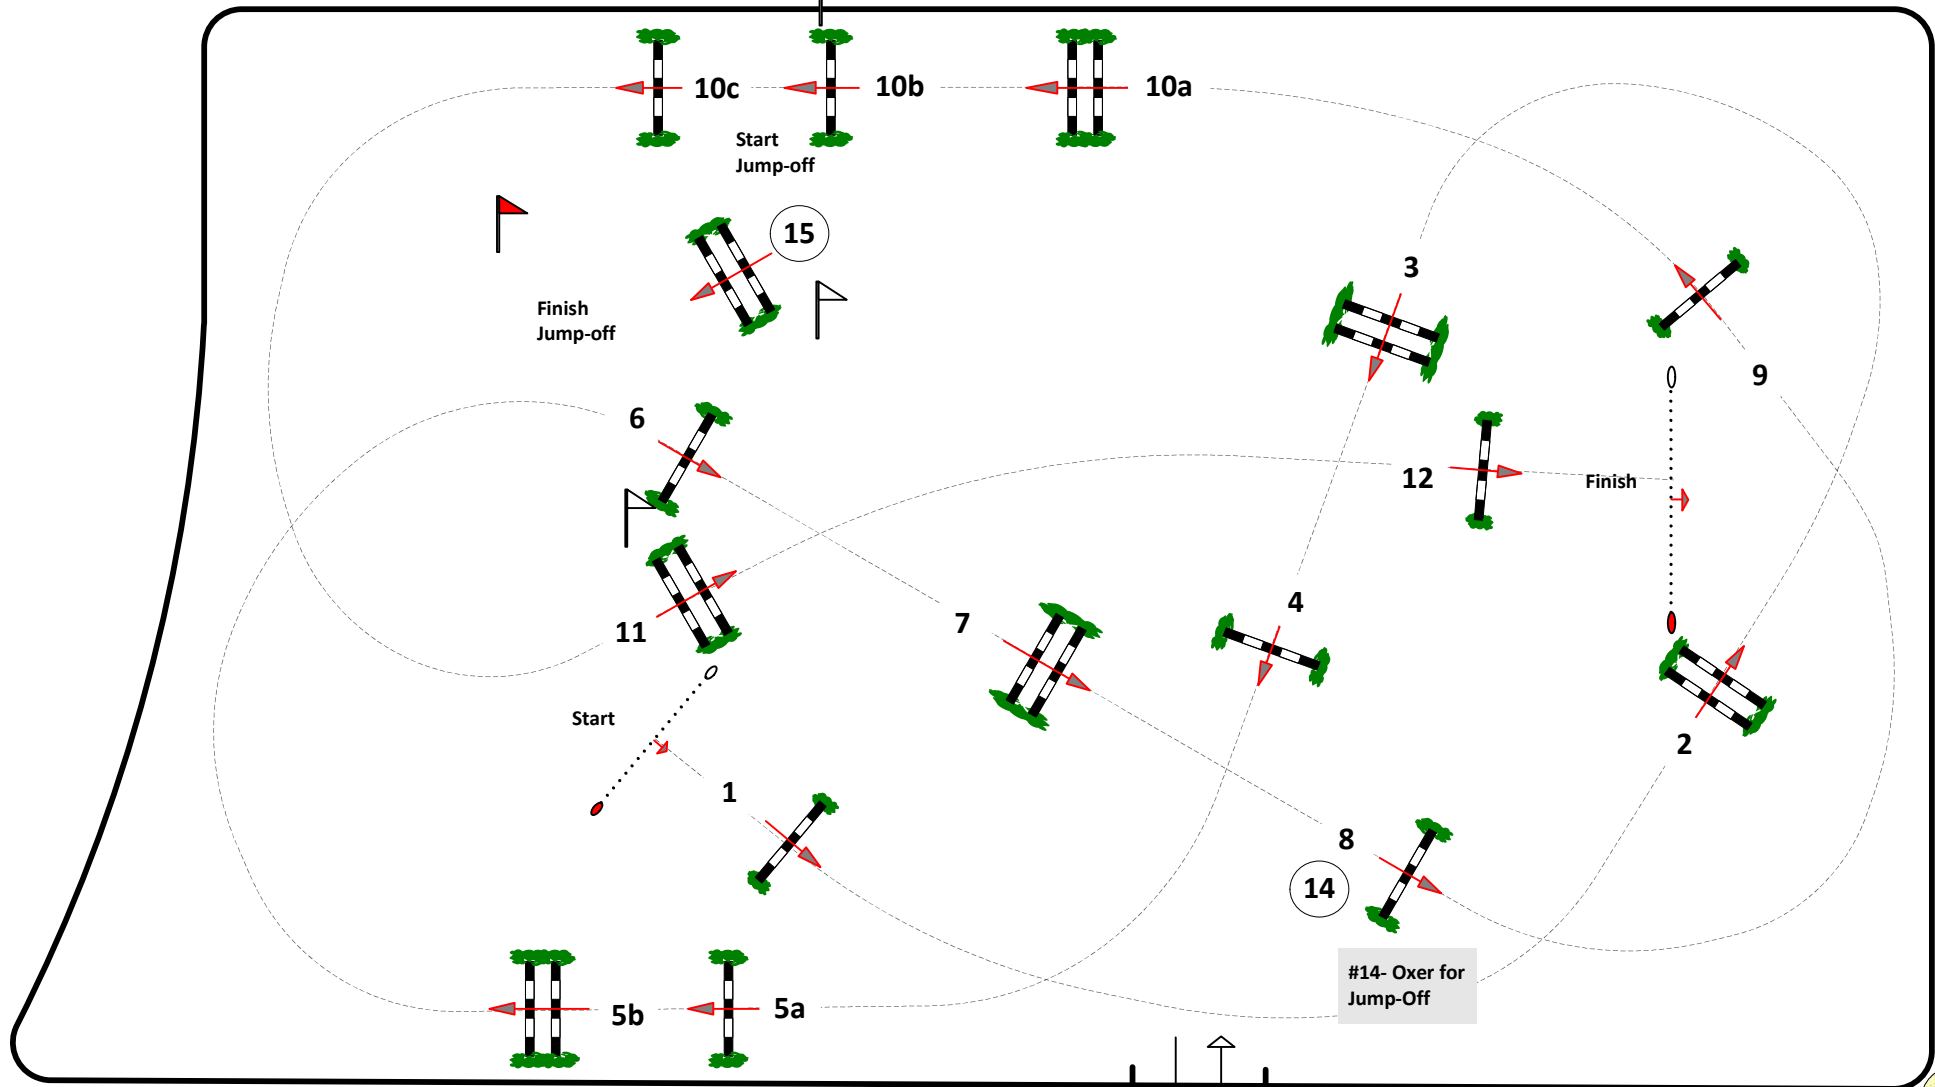 10c
10b
10a
Start
Jump-off
15
3
Finish
Jump-off
9
6
12
Finish
4
7
11
Start
2
1
8
14
#14- Oxer for
Jump-Off
5b
5a